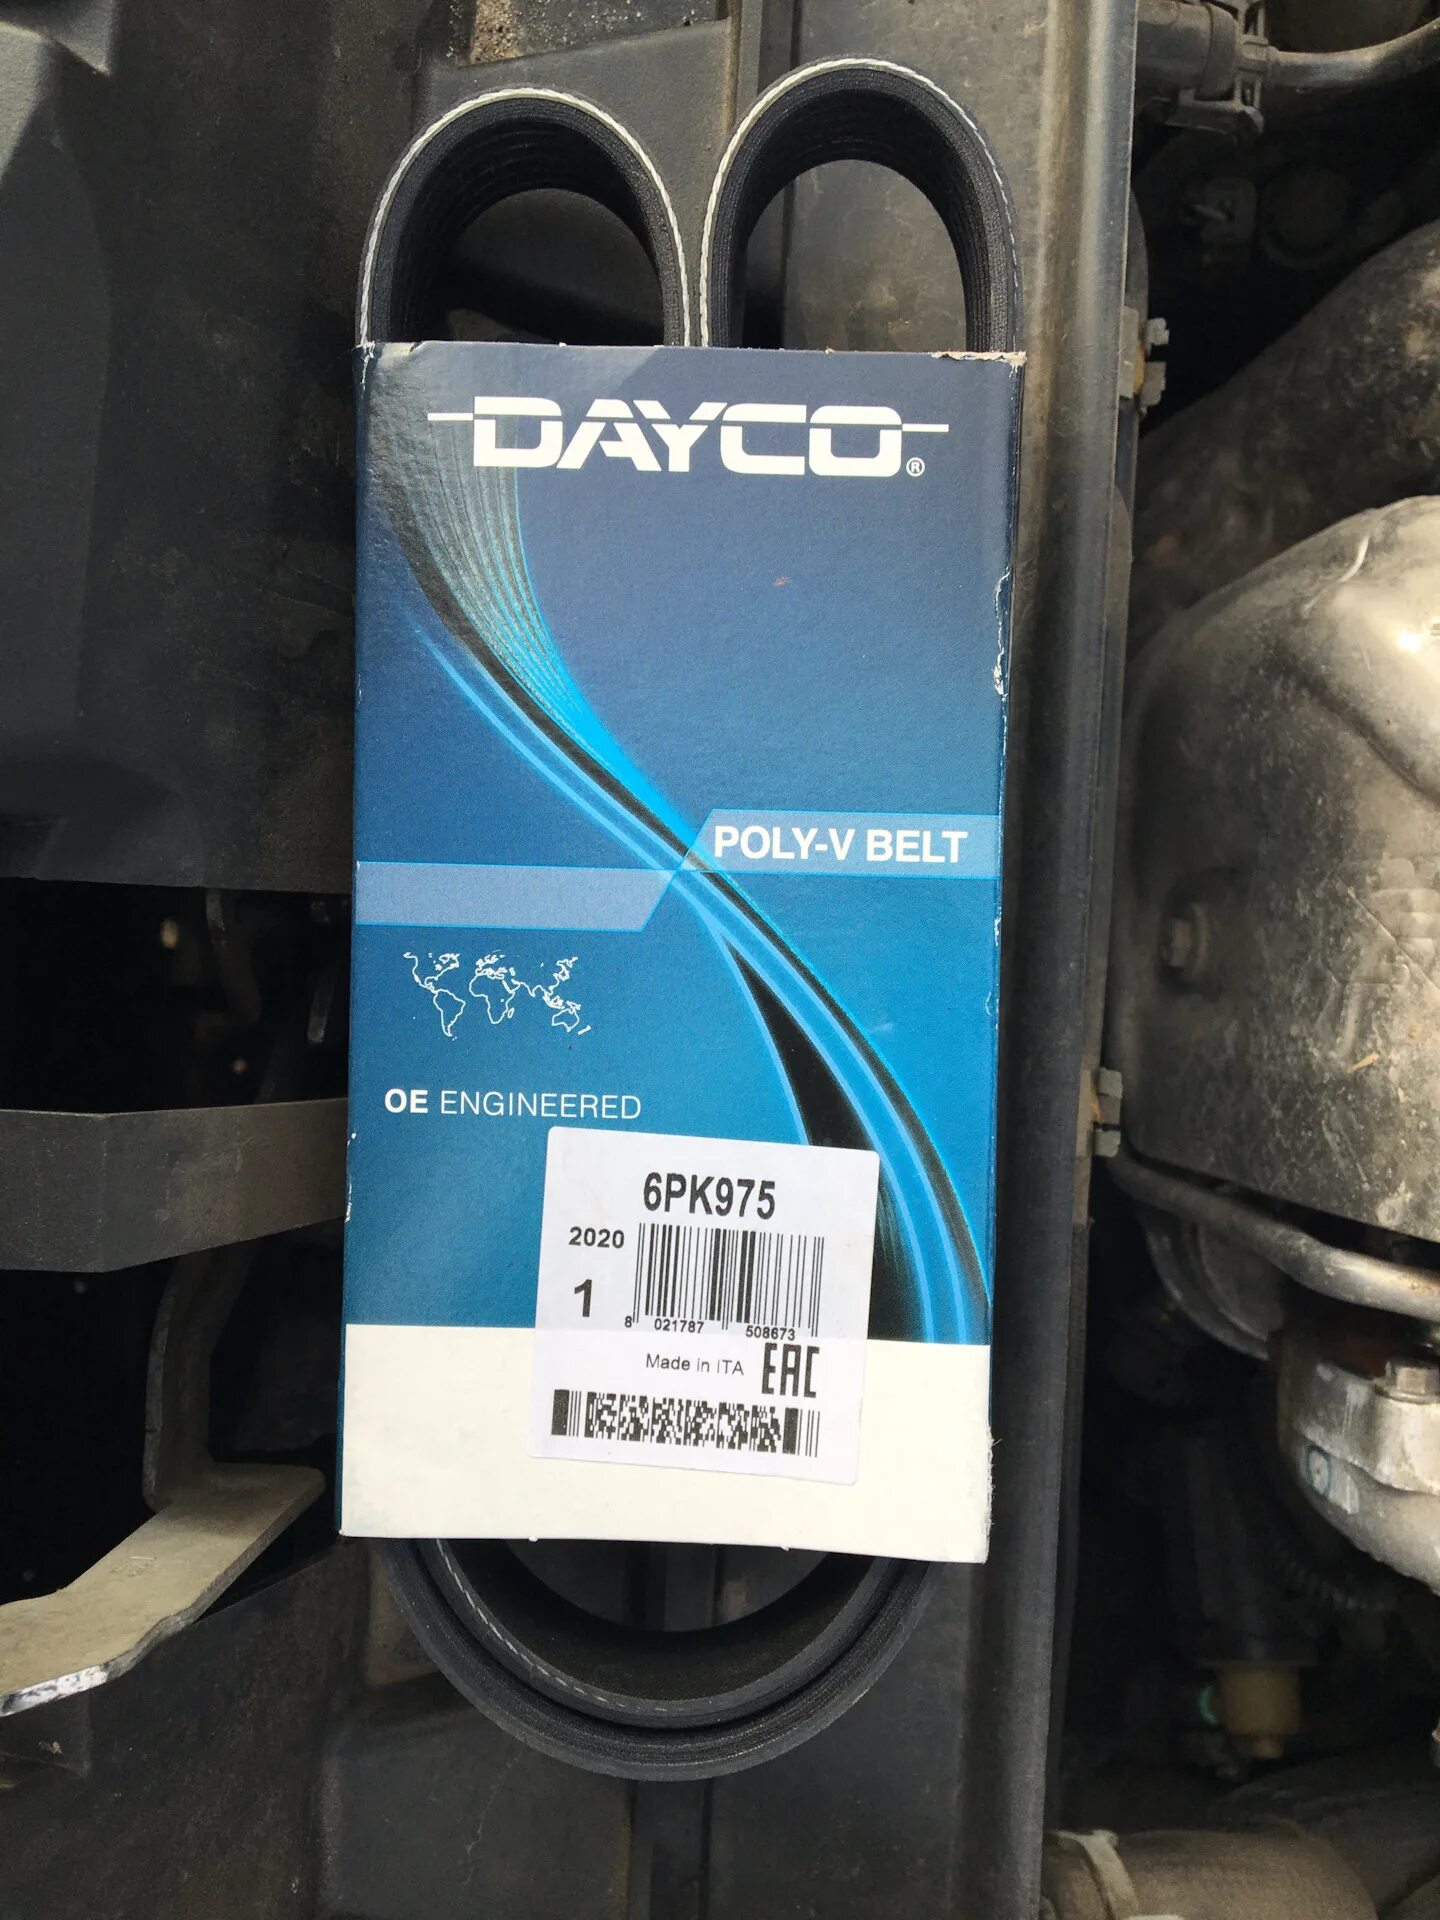 DAYCO®
POLY-V BELT
OE ENGINEERED
6PK975
2020
1
8 021787 508673
Made in ITA EAC